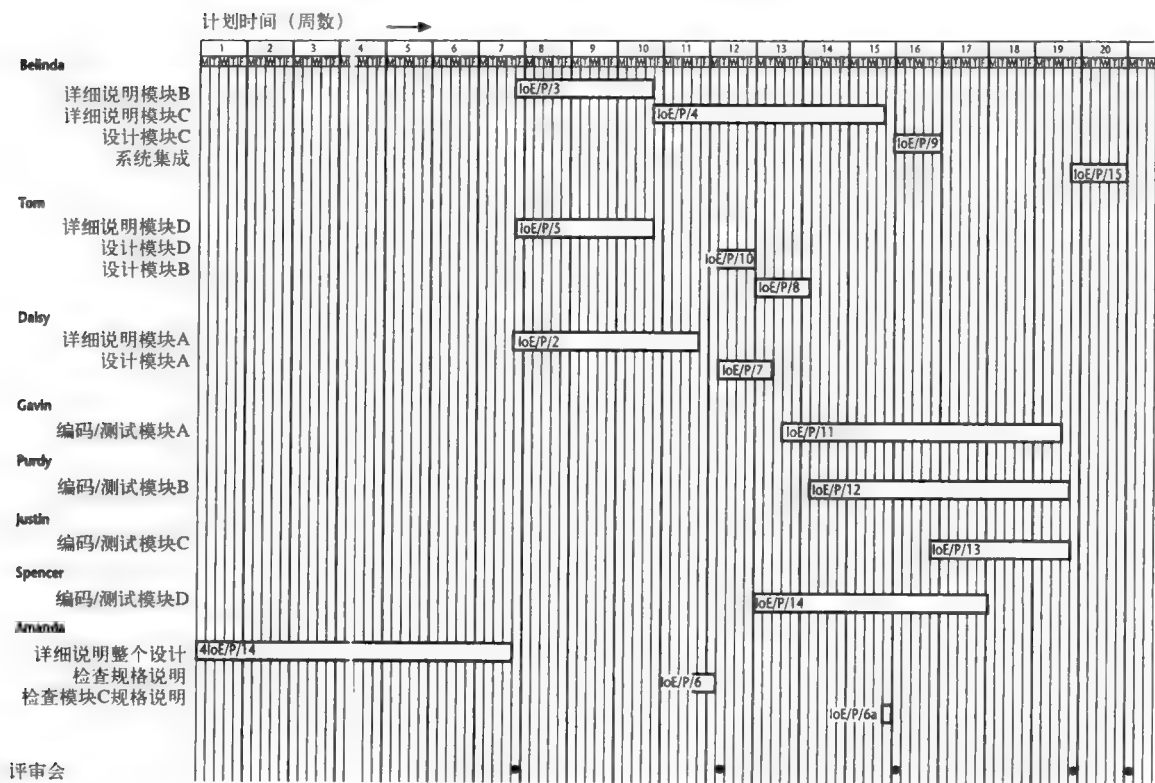 计划时间（周数）
1 2 3 4 5 6 7 8 9 10 11 12 13 14 15 16 17 18 19 20
Belinda
详细说明模块B IoE/P/3
详细说明模块C IoE/P/4
设计模块C IoE/P/9
系统集成 IoE/P/15
Tom
详细说明模块D IoE/P/5
设计模块D IoE/P/10
设计模块B IoE/P/8
Daisy
详细说明模块A IoE/P/2
设计模块A IoE/P/7
Gavin
编码/测试模块A IoE/P/11
Purdy
编码/测试模块B IoE/P/12
Justin
编码/测试模块C IoE/P/13
Spencer
编码/测试模块D IoE/P/14
Amanda
详细说明整个设计 4IoE/P/14
检查规格说明 IoE/P/6
检查模块C规格说明 IoE/P/6a
评审会